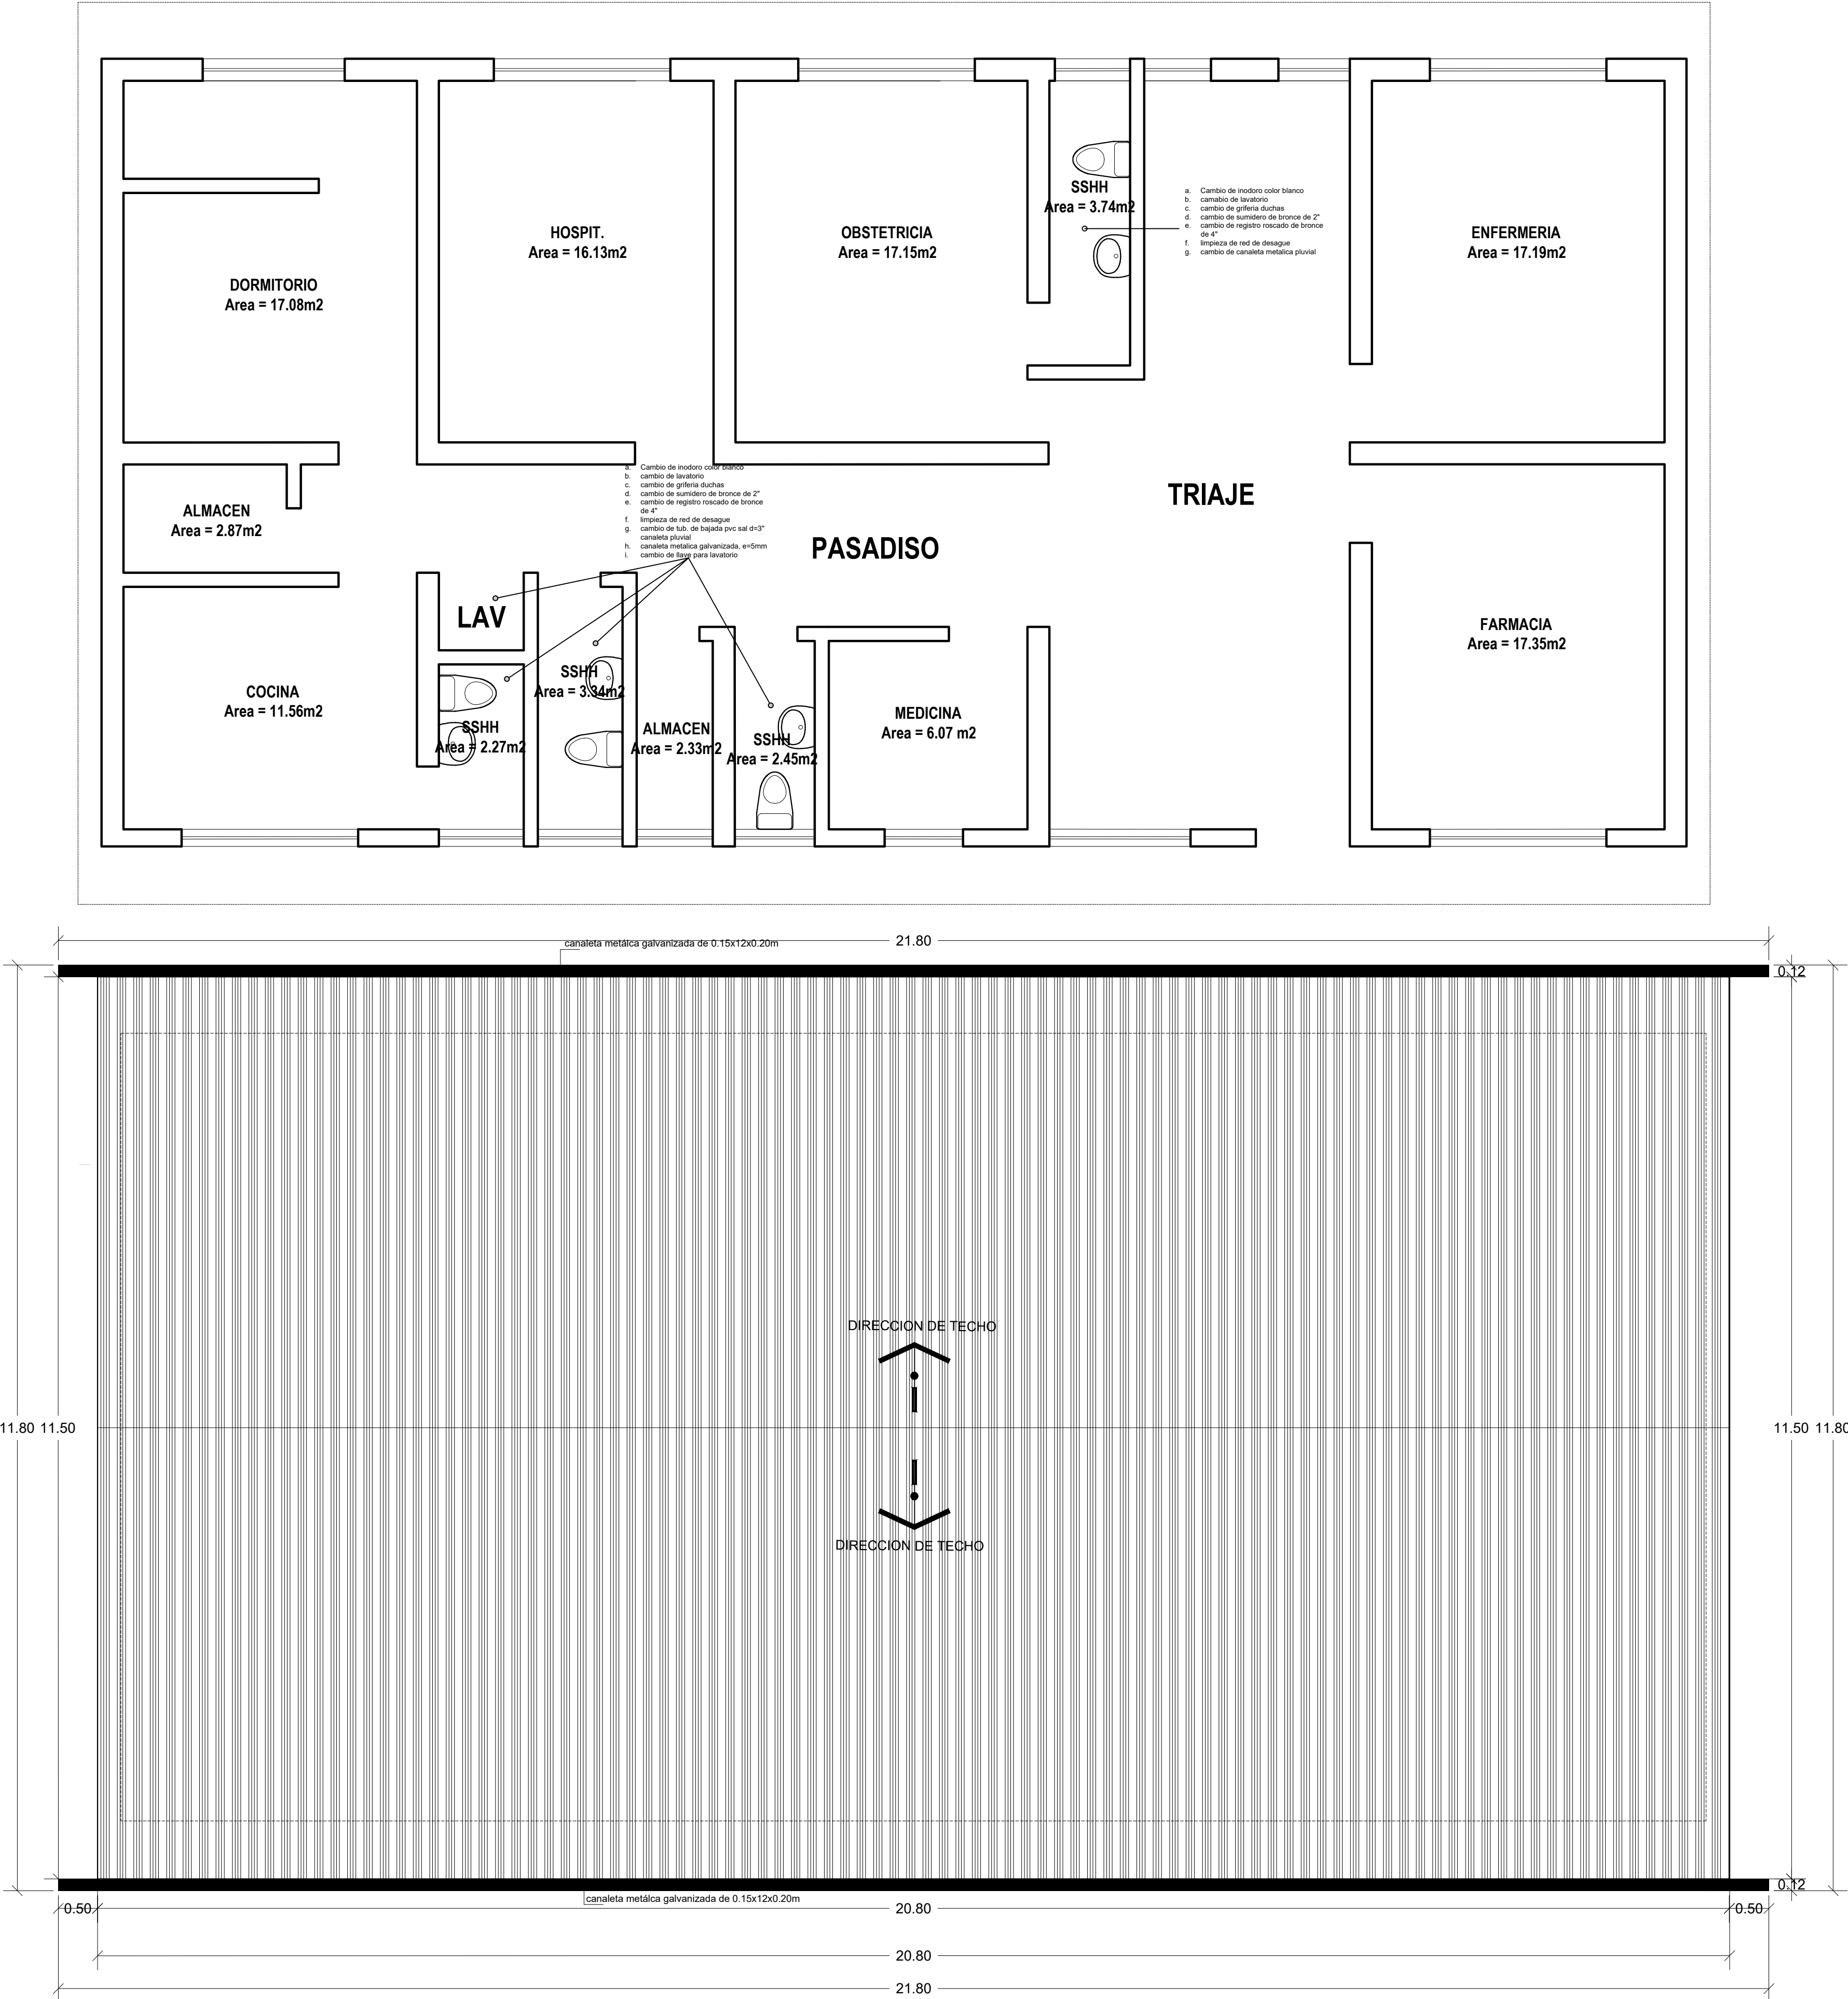 SSHH
Area = 3.74m2
a. Cambio de inodoro color blanco
b. camabio de lavatorio
c. cambio de griferia duchas
d. cambio de sumidero de bronce de 2"
e. cambio de registro roscado de bronce
de 4"
f. limpieza de red de desague
g. cambio de canaleta metalica pluvial
HOSPIT.
Area = 16.13m2
OBSTETRICIA
Area = 17.15m2
ENFERMERIA
Area = 17.19m2
DORMITORIO
Area = 17.08m2
a. Cambio de inodoro color blanco
b. cambio de lavatorio
c. cambio de griferia duchas
d. cambio de sumidero de bronce de 2"
e. cambio de registro roscado de bronce
de 4"
f. limpieza de red de desague
g. cambio de tub. de bajada pvc sal d=3"
canaleta pluvial
h. canaleta metalica galvanizada, e=5mm
i. cambio de llave para lavatorio
TRIAJE
ALMACEN
Area = 2.87m2
PASADISO
LAV
FARMACIA
Area = 17.35m2
SSHH
Area = 3.34m2
COCINA
Area = 11.56m2
MEDICINA
Area = 6.07 m2
SSHH
Area = 2.27m2
ALMACEN
Area = 2.33m2
SSHH
Area = 2.45m2
21.80
canaleta metálca galvanizada de 0.15x12x0.20m
0.12
DIRECCION DE TECHO
11.80 11.50
11.50 11.80
DIRECCION DE TECHO
0.12
canaleta metálca galvanizada de 0.15x12x0.20m
0.50 20.80 0.50
20.80
21.80